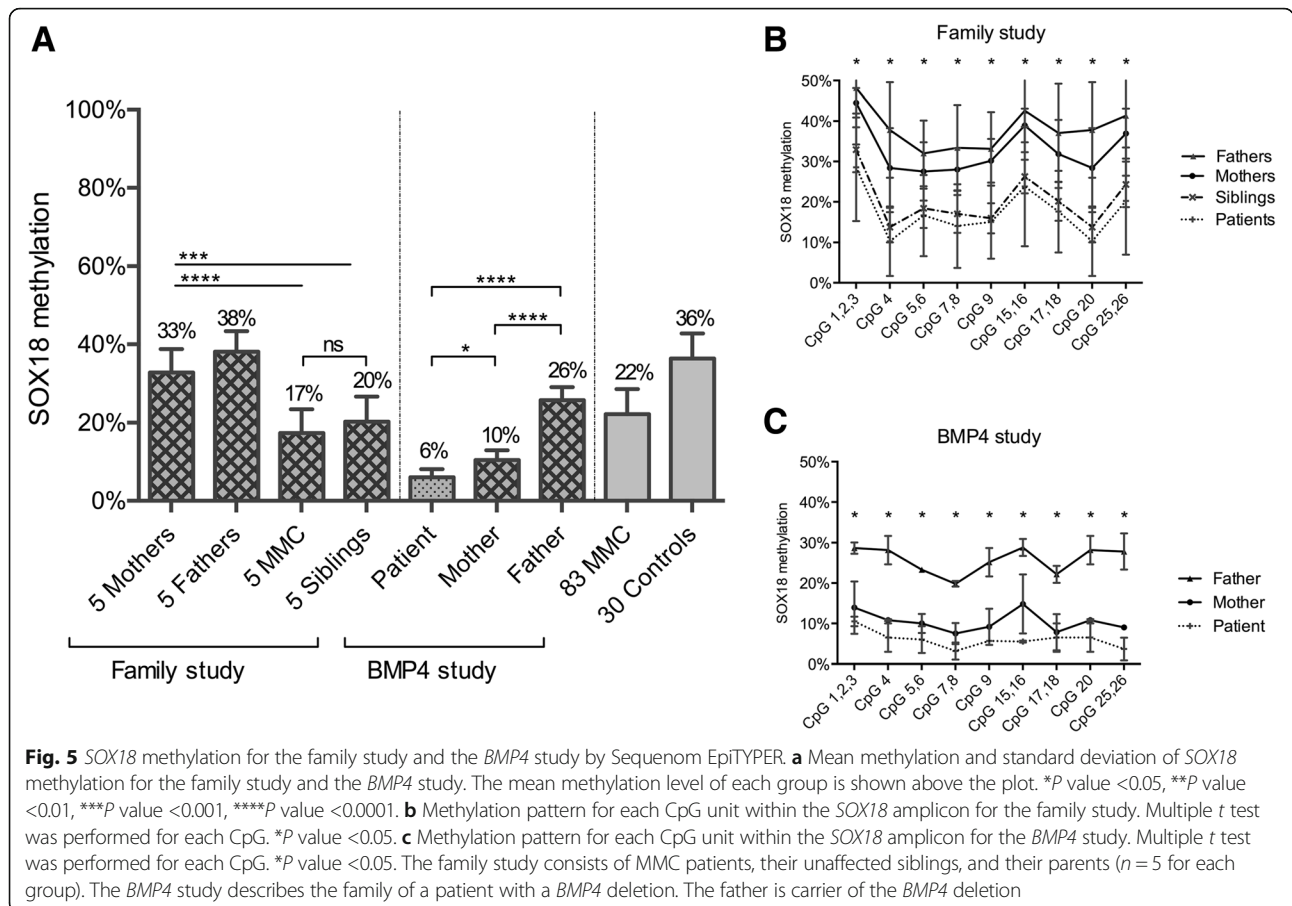 A
SOX18 methylation
100%
80%
60%
40%
20%
0%
***
****
ns
****
****
*
33%
38%
17%
20%
6%
10%
26%
22%
36%
5 Mothers
5 Fathers
5 MMC
5 Siblings
Patient
Mother
Father
83 MMC
30 Controls
Family study
BMP4 study
B
Family study
* * * * * * * * *
SOX18 methylation
50%
40%
30%
20%
10%
0%
CpG 1,2,3
CpG 4
CpG 5,6
CpG 7,8
CpG 9
CpG 15,16
CpG 17,18
CpG 20
CpG 25,26
Fathers
Mothers
Siblings
Patients
C
BMP4 study
* * * * * * * * *
SOX18 methylation
50%
40%
30%
20%
10%
0%
CpG 1,2,3
CpG 4
CpG 5,6
CpG 7,8
CpG 9
CpG 15,16
CpG 17,18
CpG 20
CpG 25,26
Father
Mother
Patient
Fig. 5 SOX18 methylation for the family study and the BMP4 study by Sequenom EpiTYPER. a Mean methylation and standard deviation of SOX18
methylation for the family study and the BMP4 study. The mean methylation level of each group is shown above the plot. *P value <0.05, **P value
<0.01, ***P value <0.001, ****P value <0.0001. b Methylation pattern for each CpG unit within the SOX18 amplicon for the family study. Multiple t test
was performed for each CpG. *P value <0.05. c Methylation pattern for each CpG unit within the SOX18 amplicon for the BMP4 study. Multiple t test
was performed for each CpG. *P value <0.05. The family study consists of MMC patients, their unaffected siblings, and their parents (n = 5 for each
group). The BMP4 study describes the family of a patient with a BMP4 deletion. The father is carrier of the BMP4 deletion